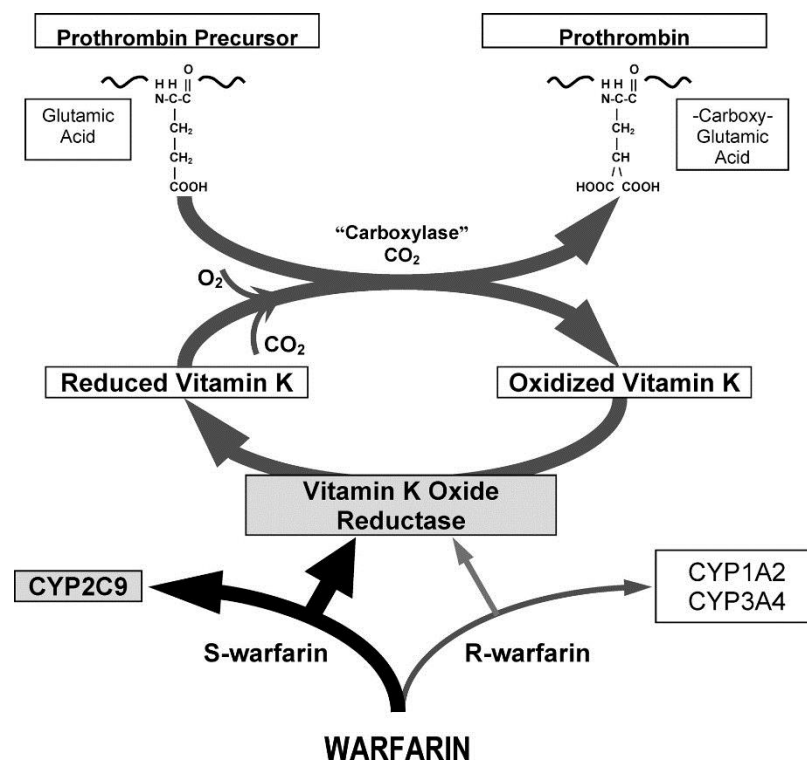 Prothrombin Precursor
Prothrombin
O
H H
N-C-C
CH2
CH2
COOH
Glutamic
Acid
O
H H
N-C-C
CH2
CH
HOOC COOH
-Carboxy-
Glutamic
Acid
“Carboxylase”
CO2
O2
CO2
Reduced Vitamin K
Oxidized Vitamin K
Vitamin K Oxide
Reductase
CYP2C9
CYP1A2
CYP3A4
S-warfarin
R-warfarin
WARFARIN